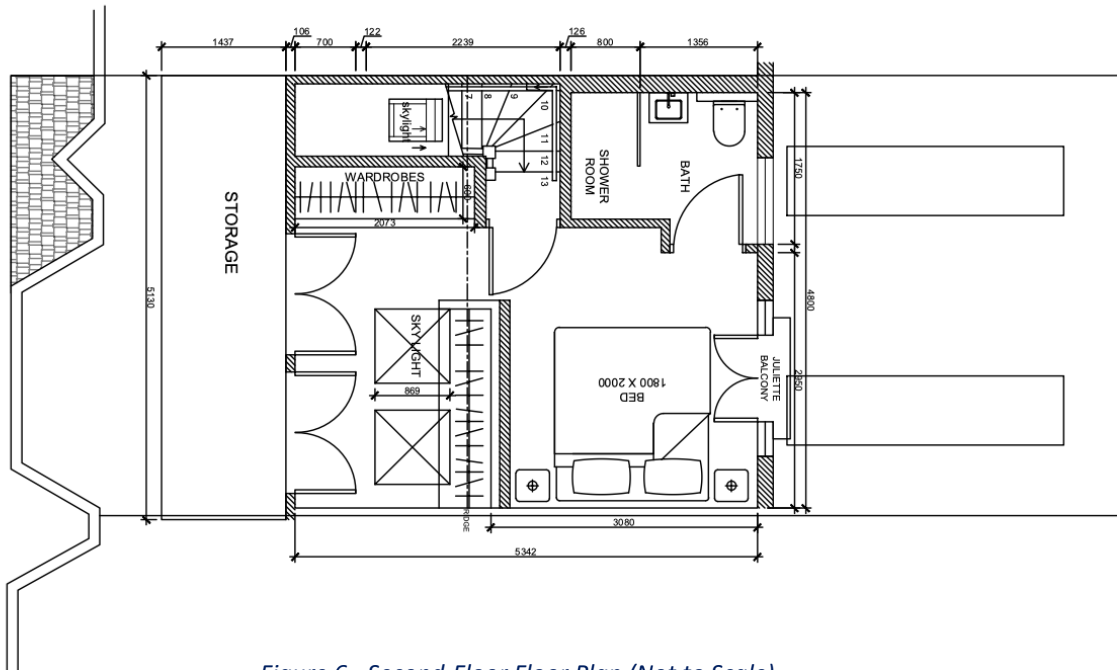 106
122
126
1437
700
2239
800
1356
7
8
9
10
11
12
13
skylight
SHOWER
ROOM
BATH
WARDROBES
600
1750
STORAGE
2073
5130
4800
SKYLIGHT
869
BED
1800 X 2000
JULIETTE
BALCONY
2950
RIDGE
3080
5342
Figure 6 - Second-Floor Floor Plan (Not to Scale)